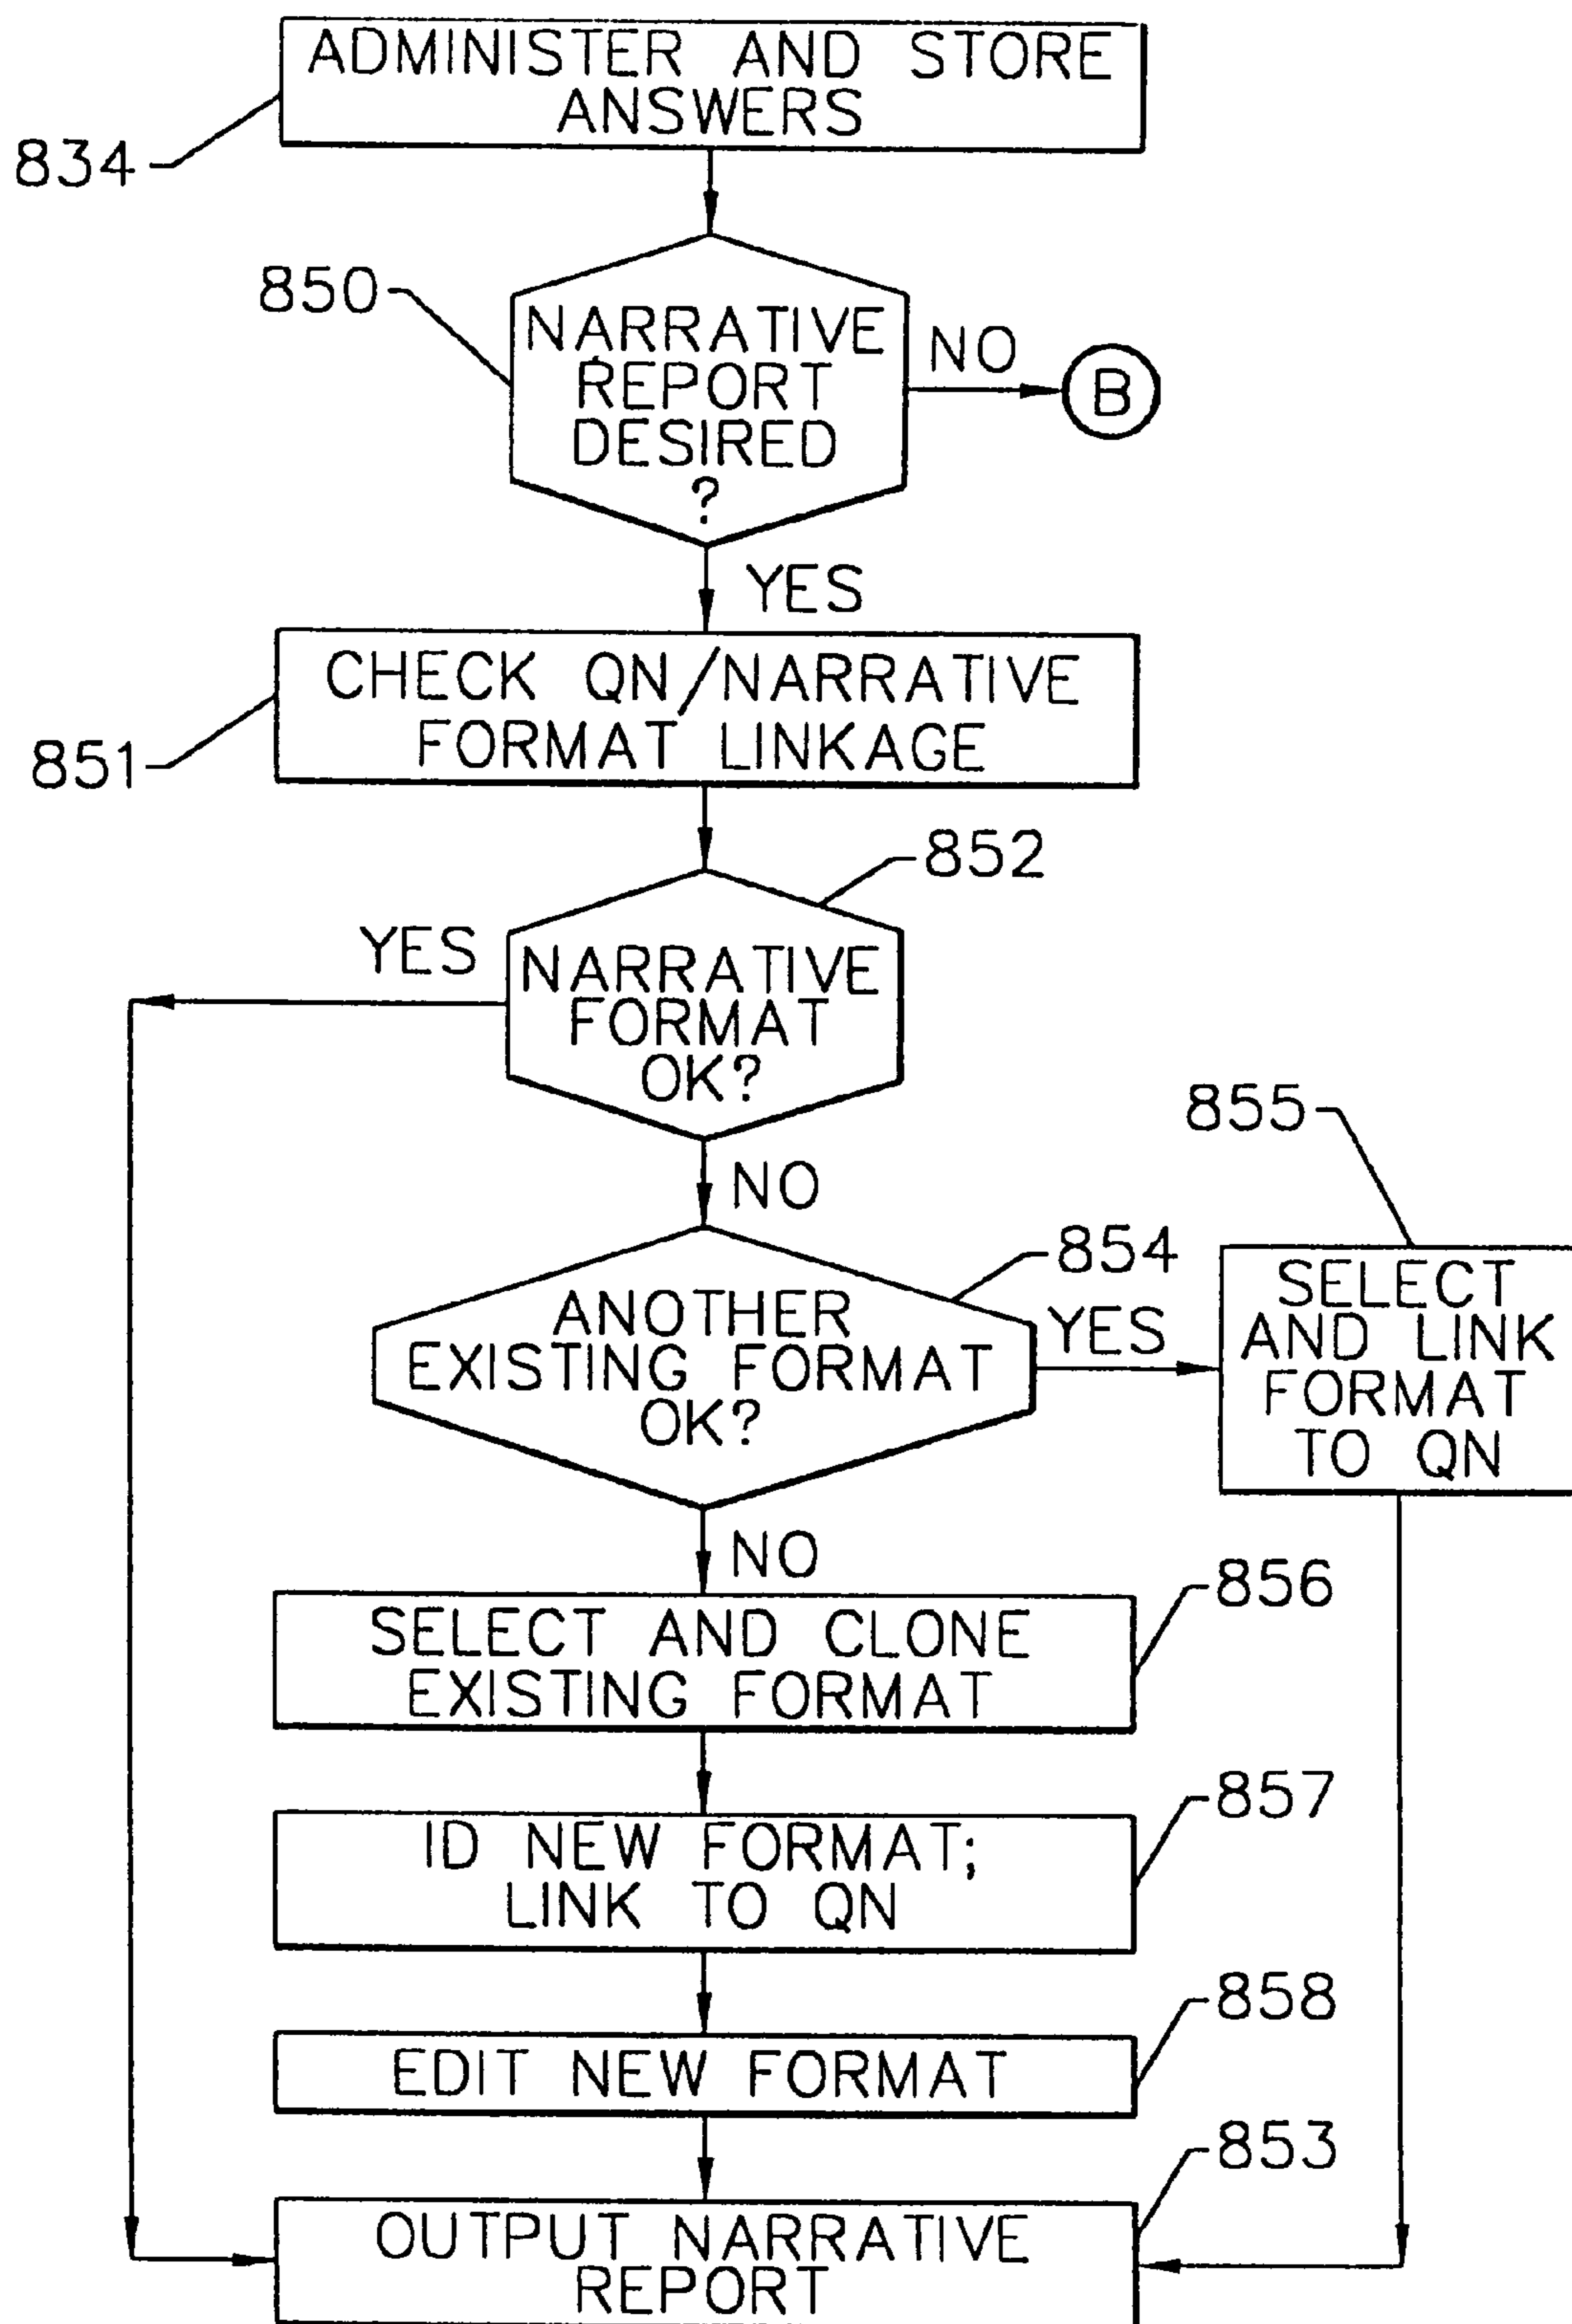 ADMINISTER AND STORE
ANSWERS
834
850
NARRATIVE
REPORT
DESIRED
?
NO
B
YES
CHECK QN/NARRATIVE
FORMAT LINKAGE
851
852
YES
NARRATIVE
FORMAT
OK?
NO
855
854
ANOTHER
EXISTING FORMAT
OK?
YES
SELECT
AND LINK
FORMAT
TO QN
NO
856
SELECT AND CLONE
EXISTING FORMAT
857
ID NEW FORMAT;
LINK TO QN
858
EDIT NEW FORMAT
853
OUTPUT NARRATIVE
REPORT